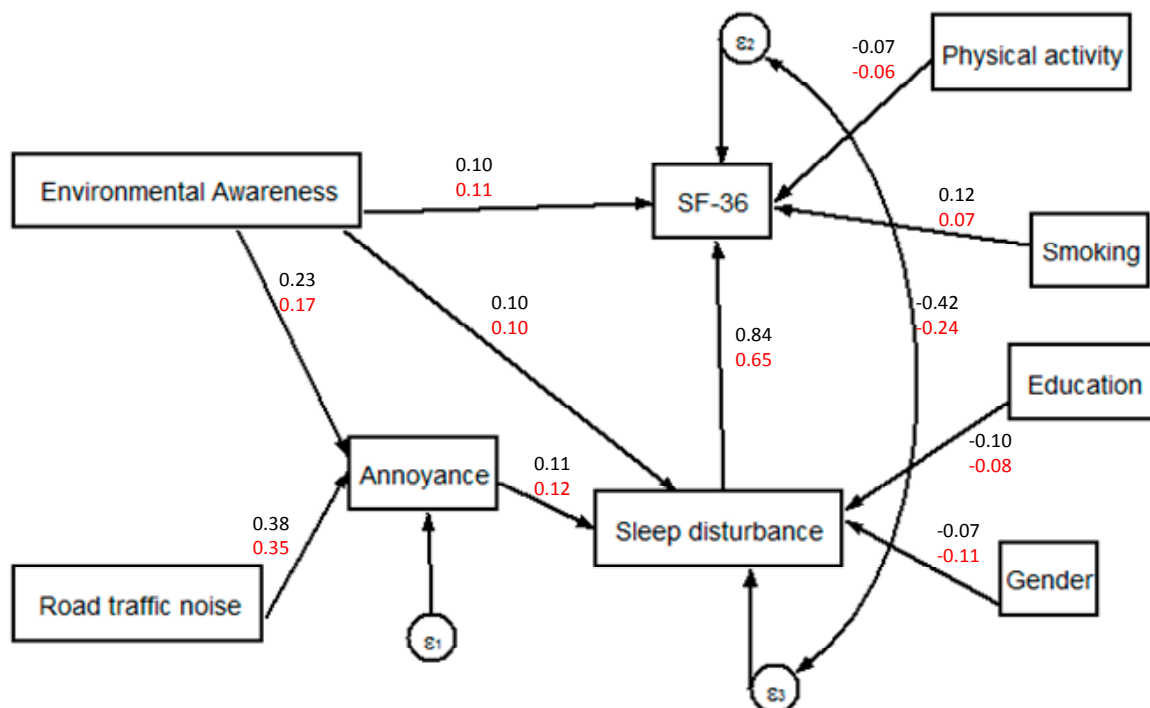 ε2
-0.07
-0.06
Physical activity
Environmental Awareness
0.10
0.11
SF-36
0.12
0.07
Smoking
0.23
0.17
0.10
0.10
-0.42
-0.24
0.84
0.65
Education
-0.10
-0.08
Annoyance
0.11
0.12
Sleep disturbance
0.38
0.35
-0.07
-0.11
Gender
Road traffic noise
ε1
ε3